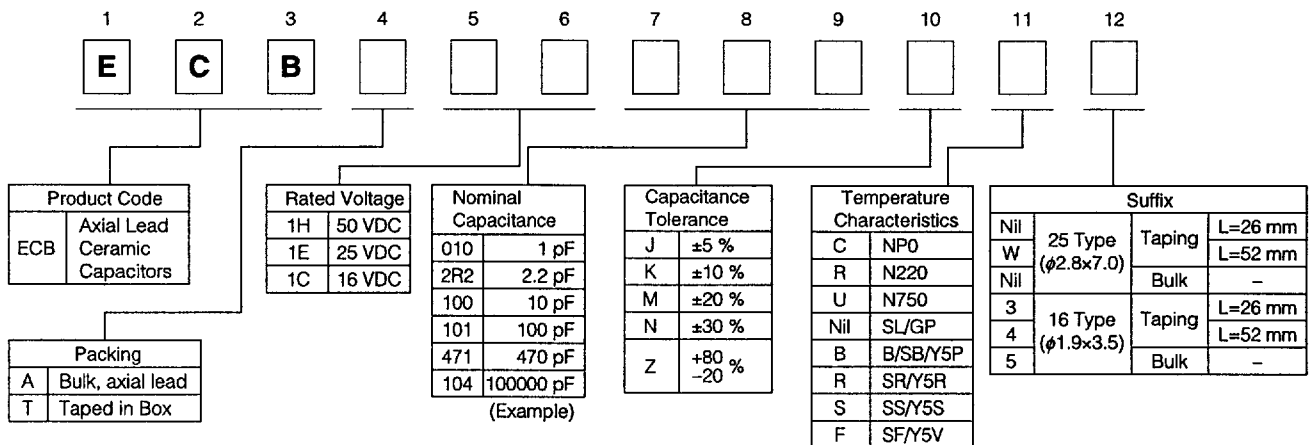 1 2 3 4 5 6 7 8 9 10 11 12
E C B
Product Code
ECB Axial Lead Ceramic Capacitors
Packing
A Bulk, axial lead
T Taped in Box
Rated Voltage
1H 50 VDC
1E 25 VDC
1C 16 VDC
Nominal
Capacitance
010 1 pF
2R2 2.2 pF
100 10 pF
101 100 pF
471 470 pF
104 100000 pF
(Example)
Capacitance
Tolerance
J ±5 %
K ±10 %
M ±20 %
N ±30 %
Z +80 −20 %
Temperature
Characteristics
C NP0
R N220
U N750
Nil SL/GP
B B/SB/Y5P
R SR/Y5R
S SS/Y5S
F SF/Y5V
Suffix
Nil 25 Type (ϕ2.8×7.0) Taping L=26 mm
W L=52 mm
Nil Bulk –
3 16 Type (ϕ1.9×3.5) Taping L=26 mm
4 L=52 mm
5 Bulk –